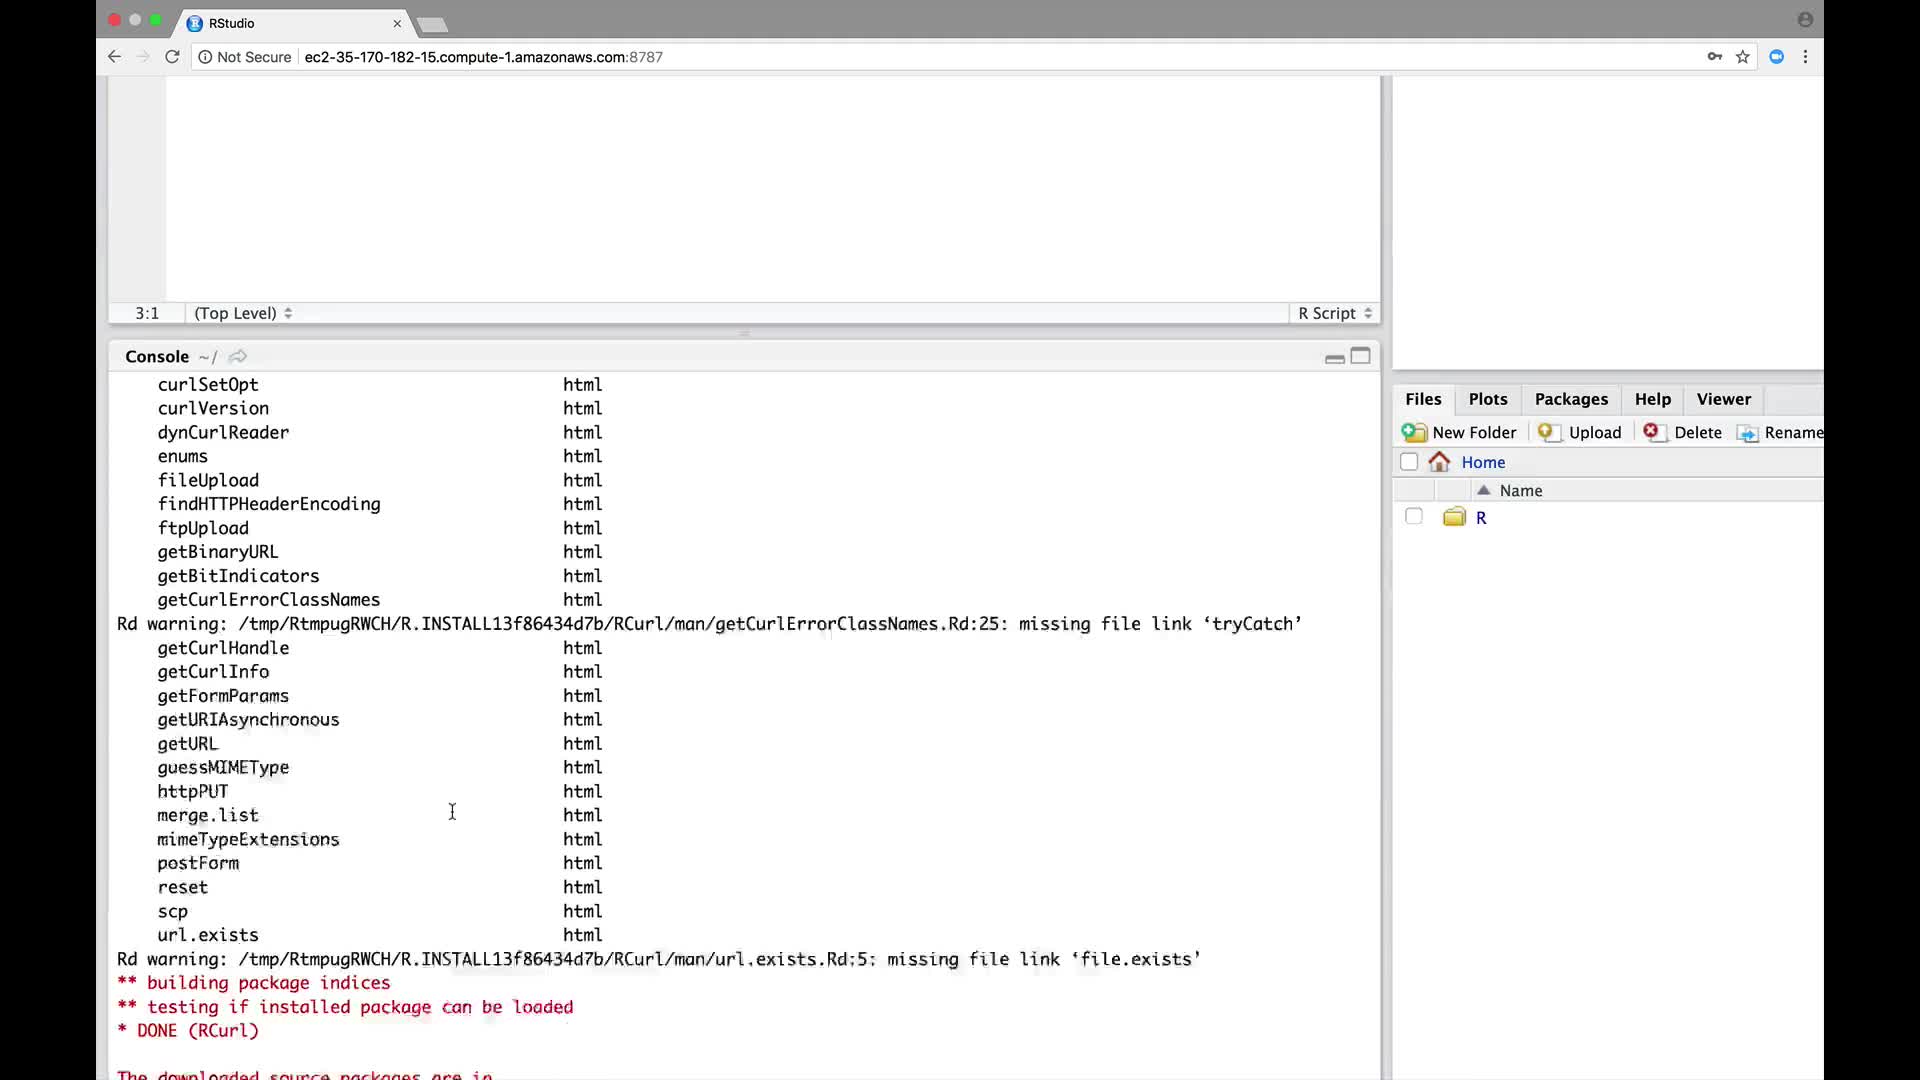 RStudio
Not Secure ec2-35-170-182-15.compute-1.amazonaws.com:8787
3:1 (Top Level) R Script
Console ~/
curlSetOpt html
curlVersion html
dynCurlReader html
enums html
fileUpload html
findHTTPHeaderEncoding html
ftpUpload html
getBinaryURL html
getBitIndicators html
getCurlErrorClassNames html
Rd warning: /tmp/RtmpugRWCH/R.INSTALL13f86434d7b/RCurl/man/getCurlErrorClassNames.Rd:25: missing file link ‘tryCatch’
getCurlHandle html
getCurlInfo html
getFormParams html
getURIAsynchronous html
getURL html
guessMIMEType html
httpPUT html
merge.list html
mimeTypeExtensions html
postForm html
reset html
scp html
url.exists html
Rd warning: /tmp/RtmpugRWCH/R.INSTALL13f86434d7b/RCurl/man/url.exists.Rd:5: missing file link ‘file.exists’
** building package indices
** testing if installed package can be loaded
* DONE (RCurl)
The downloaded source packages are in
Files Plots Packages Help Viewer
New Folder Upload Delete Rename
Home
Name
R